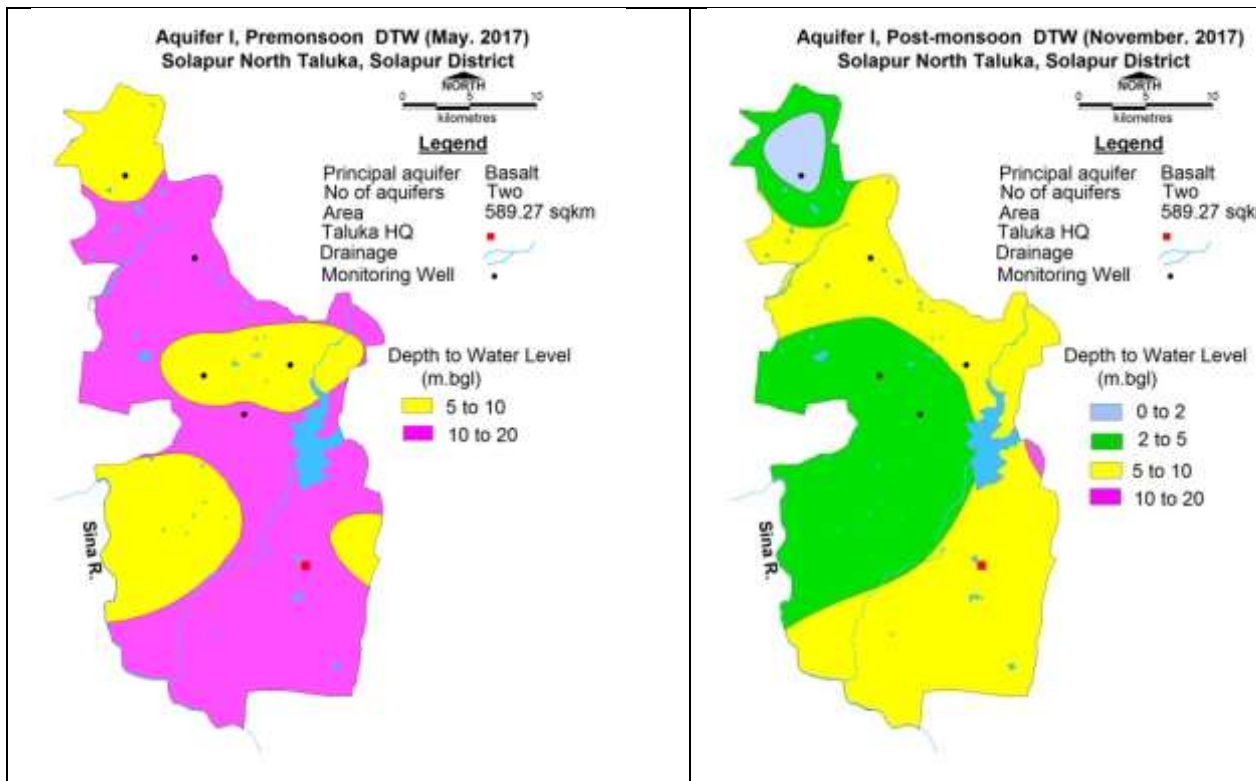 Aquifer I, Premonsoon DTW (May. 2017)
Solapur North Taluka, Solapur District
NORTH
0 5 10
kilometres
Legend
Principal aquifer Basalt
No of aquifers Two
Area 589.27 sqkm
Taluka HQ
Drainage
Monitoring Well
Depth to Water Level
(m.bgl)
5 to 10
10 to 20
Sina R.
Aquifer I, Post-monsoon DTW (November. 2017)
Solapur North Taluka, Solapur District
NORTH
0 5 10
kilometres
Legend
Principal aquifer Basalt
No of aquifers Two
Area 589.27 sqk
Taluka HQ
Drainage
Monitoring Well
Depth to Water Level
(m.bgl)
0 to 2
2 to 5
5 to 10
10 to 20
Sina R.